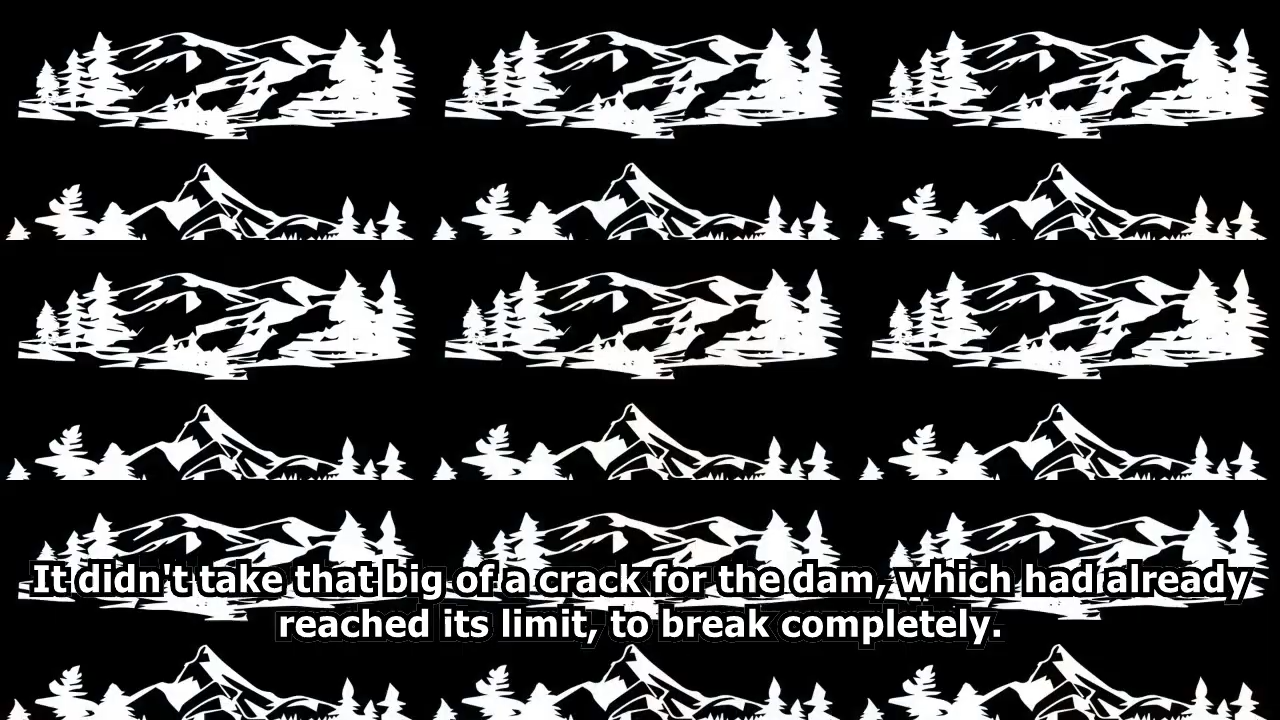 It didn't take that big of a crack for the dam, which had already
reached its limit, to break completely.